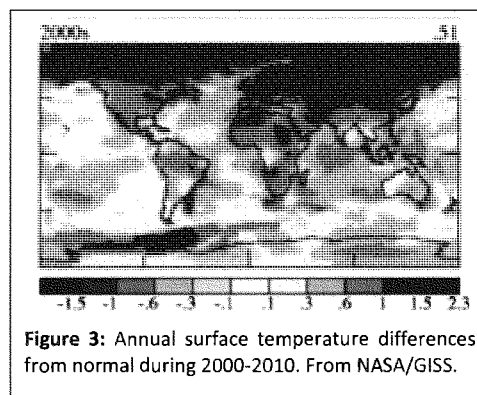 2000s .51
-1.5 -1 -.6 -.3 -.1 .1 .3 .6 1 1.5 2.3
Figure 3: Annual surface temperature differences
from normal during 2000-2010. From NASA/GISS.